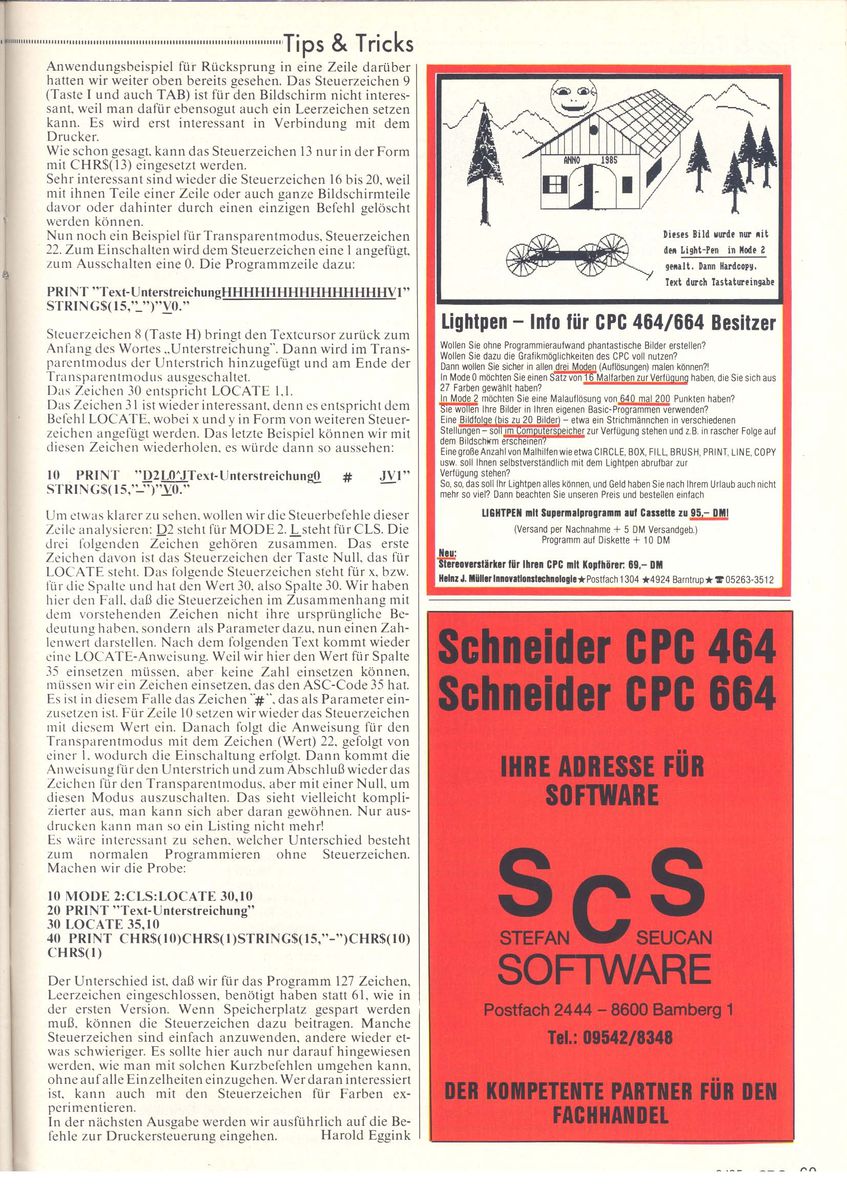 Tips & Tricks
Anwendungsbeispiel für Rücksprung in eine Zeile darüber
hatten wir weiter oben bereits gesehen. Das Steuerzeichen 9
(Taste I und auch TAB) ist für den Bildschirm nicht interes-
sant, weil man dafür ebensogut auch ein Leerzeichen setzen
kann. Es wird erst interessant in Verbindung mit dem
Drucker.
Wie schon gesagt, kann das Steuerzeichen 13 nur in der Form
mit CHR$(13) eingesetzt werden.
Sehr interessant sind wieder die Steuerzeichen 16 bis 20, weil
mit ihnen Teile einer Zeile oder auch ganze Bildschirmteile
davor oder dahinter durch einen einzigen Befehl gelöscht
werden können.
Nun noch ein Beispiel für Transparentmodus, Steuerzeichen
22. Zum Einschalten wird dem Steuerzeichen eine 1 angefügt,
zum Ausschalten eine 0. Die Programmzeile dazu:
PRINT "Text-UnterstreichungHHHHHHHHHHHHHHHV1"
STRING$(15,"_")"V0."
Steuerzeichen 8 (Taste H) bringt den Textcursor zurück zum
Anfang des Wortes „Unterstreichung". Dann wird im Trans-
parentmodus der Unterstrich hinzugefügt und am Ende der
Transparentmodus ausgeschaltet.
Das Zeichen 30 entspricht LOCATE 1,1.
Das Zeichen 31 ist wieder interessant, denn es entspricht dem
Befehl LOCATE, wobei x und y in Form von weiteren Steuer-
zeichen angefügt werden. Das letzte Beispiel können wir mit
diesen Zeichen wiederholen, es würde dann so aussehen:
10 PRINT "D2L0^JText-Unterstreichung0 # JV1"
STRING$(15,"_")"V0."
Um etwas klarer zu sehen, wollen wir die Steuerbefehle dieser
Zeile analysieren: D2 steht für MODE 2. L steht für CLS. Die
drei folgenden Zeichen gehören zusammen. Das erste
Zeichen davon ist das Steuerzeichen der Taste Null, das für
LOCATE steht. Das folgende Steuerzeichen steht für x, bzw.
für die Spalte und hat den Wert 30, also Spalte 30. Wir haben
hier den Fall, daß die Steuerzeichen im Zusammenhang mit
dem vorstehenden Zeichen nicht ihre ursprüngliche Be-
deutung haben, sondern als Parameter dazu, nun einen Zah-
lenwert darstellen. Nach dem folgenden Text kommt wieder
eine LOCATE-Anweisung. Weil wir hier den Wert für Spalte
35 einsetzen müssen, aber keine Zahl einsetzen können,
müssen wir ein Zeichen einsetzen, das den ASC-Code 35 hat.
Es ist in diesem Falle das Zeichen "#", das als Parameter ein-
zusetzen ist. Für Zeile 10 setzen wir wieder das Steuerzeichen
mit diesem Wert ein. Danach folgt die Anweisung für den
Transparentmodus mit dem Zeichen (Wert) 22, gefolgt von
einer 1, wodurch die Einschaltung erfolgt. Dann kommt die
Anweisung für den Unterstrich und zum Abschluß wieder das
Zeichen für den Transparentmodus, aber mit einer Null, um
diesen Modus auszuschalten. Das sieht vielleicht kompli-
zierter aus, man kann sich aber daran gewöhnen. Nur aus-
drucken kann man so ein Listing nicht mehr!
Es wäre interessant zu sehen, welcher Unterschied besteht
zum normalen Programmieren ohne Steuerzeichen.
Machen wir die Probe:
10 MODE 2:CLS:LOCATE 30,10
20 PRINT "Text-Unterstreichung"
30 LOCATE 35,10
40 PRINT CHR$(10)CHR$(1)STRING$(15,"-")CHR$(10)
CHR$(1)
Der Unterschied ist, daß wir für das Programm 127 Zeichen,
Leerzeichen eingeschlossen, benötigt haben statt 61, wie in
der ersten Version. Wenn Speicherplatz gespart werden
muß, können die Steuerzeichen dazu beitragen. Manche
Steuerzeichen sind einfach anzuwenden, andere wieder et-
was schwieriger. Es sollte hier auch nur darauf hingewiesen
werden, wie man mit solchen Kurzbefehlen umgehen kann,
ohne auf alle Einzelheiten einzugehen. Wer daran interessiert
ist, kann auch mit den Steuerzeichen für Farben ex-
perimentieren.
In der nächsten Ausgabe werden wir ausführlich auf die Be-
fehle zur Druckersteuerung eingehen. Harold Eggink
ANNO 1985
Dieses Bild wurde nur mit
dem Light-Pen in Mode 2
gemalt. Dann Hardcopy.
Text durch Tastatureingabe
Lightpen – Info für CPC 464/664 Besitzer
Wollen Sie ohne Programmieraufwand phantastische Bilder erstellen?
Wollen Sie dazu die Grafikmöglichkeiten des CPC voll nutzen?
Dann wollen Sie sicher in allen drei Moden (Auflösungen) malen können?!
In Mode 0 möchten Sie einen Satz von 16 Malfarben zur Verfügung haben, die Sie sich aus
27 Farben gewählt haben?
In Mode 2 möchten Sie eine Malauflösung von 640 mal 200 Punkten haben?
Sie wollen Ihre Bilder in Ihren eigenen Basic-Programmen verwenden?
Eine Bildfolge (bis zu 20 Bilder) – etwa ein Strichmännchen in verschiedenen
Stellungen – soll im Computerspeicher zur Verfügung stehen und z.B. in rascher Folge auf
dem Bildschirm erscheinen?
Eine große Anzahl von Malhilfen wie etwa CIRCLE, BOX, FILL, BRUSH, PRINT, LINE, COPY
usw. soll Ihnen selbstverständlich mit dem Lightpen abrufbar zur
Verfügung stehen?
So, so, das soll Ihr Lightpen alles können, und Geld haben Sie nach Ihrem Urlaub auch nicht
mehr so viel? Dann beachten Sie unseren Preis und bestellen einfach
LIGHTPEN mit Supermalprogramm auf Cassette zu 95,– DM!
(Versand per Nachnahme + 5 DM Versandgeb.)
Programm auf Diskette + 10 DM
Neu:
Stereoverstärker für Ihren CPC mit Kopfhörer: 69,– DM
Heinz J. Müller Innovationstechnologie ★ Postfach 1304 ★ 4924 Barntrup ★ ☎ 05263-3512
Schneider CPC 464
Schneider CPC 664
IHRE ADRESSE FÜR
SOFTWARE
SCS
STEFAN SEUCAN
SOFTWARE
Postfach 2444 – 8600 Bamberg 1
Tel.: 09542/8348
DER KOMPETENTE PARTNER FÜR DEN
FACHHANDEL